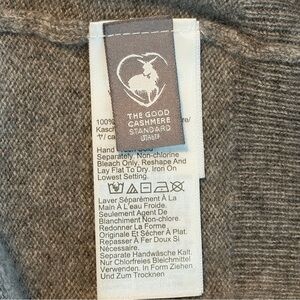 THE GOOD
CASHMERE
STANDARD
100%
Kasch
Hand
Separately. Non-chlorine
Bleach Only, Reshape And
Lay Flat To Dry. Iron On
Lowest Setting.
Laver Séparément À La
Main À L'eau Froide.
Seulement Agent De
Blanchiment Non-chlore.
Redonner La Forme
Originale Et Sécher À Plat.
Repasser À Fer Doux Si
Nécessaire.
Separate Handwäsche Kalt.
Nur Chlorfreies Bleichmittel
Verwenden. In Form Ziehen
Und Zum Trocknen